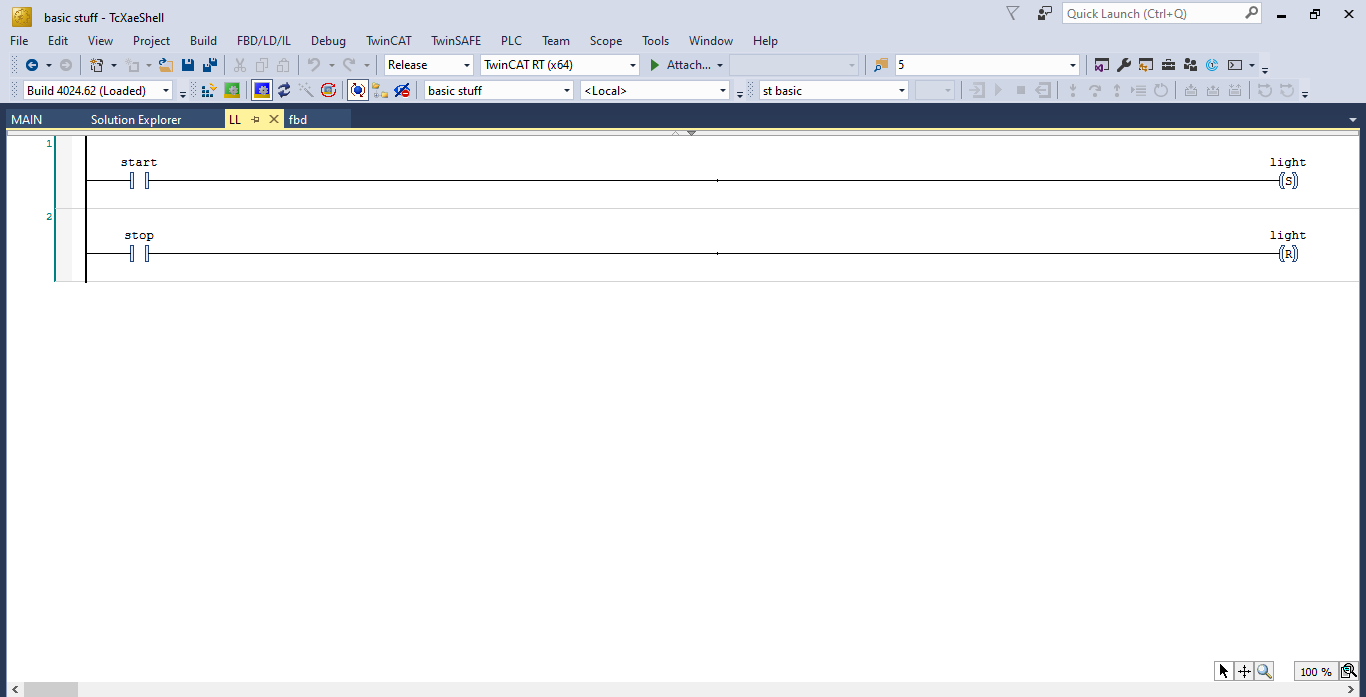 basic stuff - TcXaeShell
Quick Launch (Ctrl+Q)
File Edit View Project Build FBD/LD/IL Debug TwinCAT TwinSAFE PLC Team Scope Tools Window Help
Release TwinCAT RT (x64) Attach... 5
Build 4024.62 (Loaded) basic stuff <Local> st basic
MAIN Solution Explorer LL fbd
1
start light
S
2
stop light
R
100 %